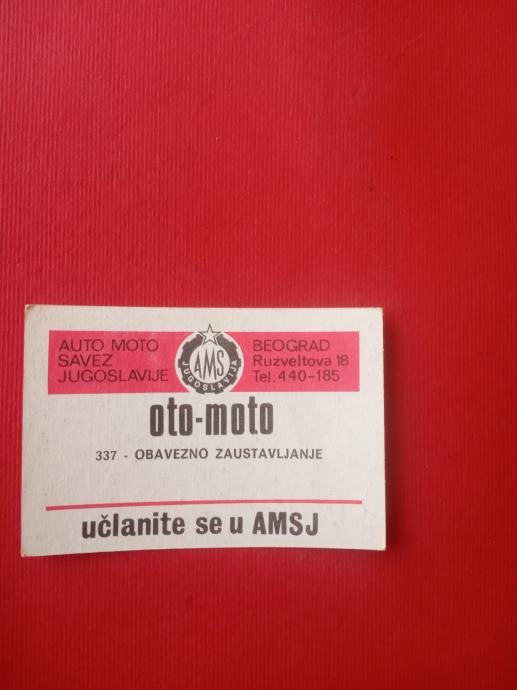 AUTO MOTO
SAVEZ
JUGOSLAVIJE
AMS
JUGOSLAVIJA
BEOGRAD
Ruzveltova 18
Tel. 440-185
oto-moto
337 - OBAVEZNO ZAUSTAVLJANJE
učlanite se u AMSJ